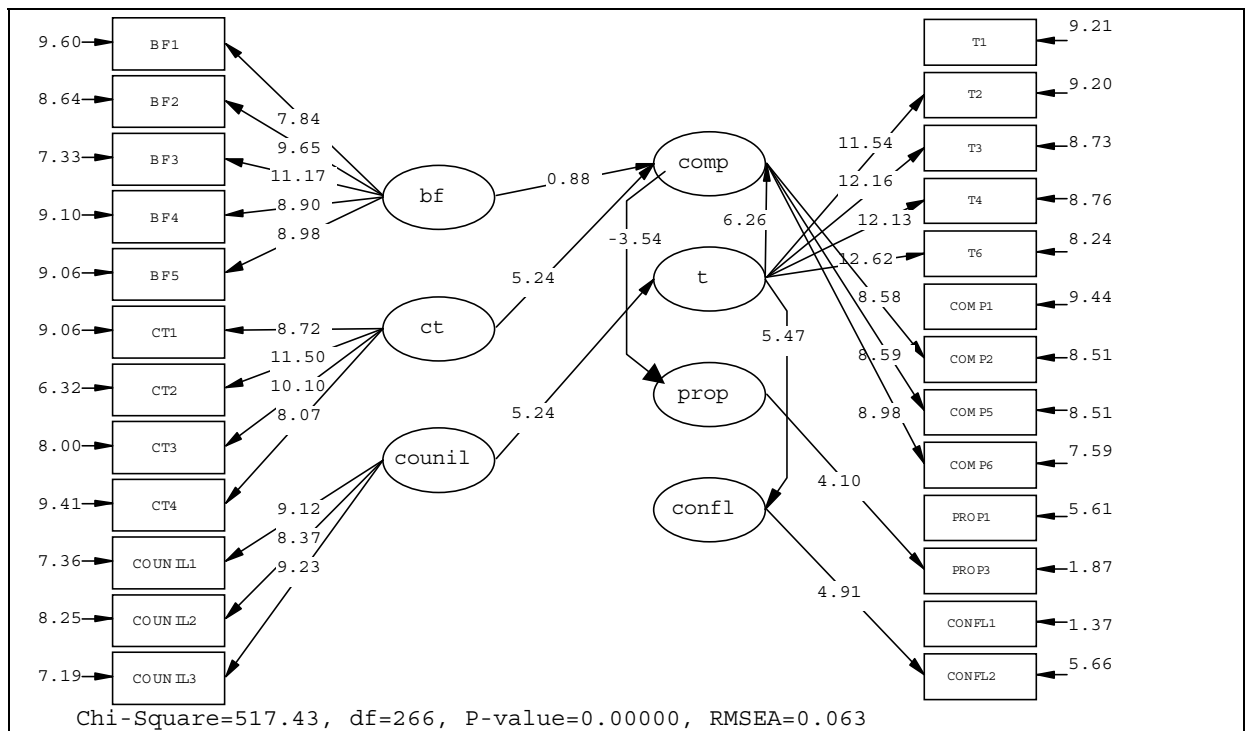 9.60
BF1
8.64
BF2
7.33
BF3
9.10
BF4
9.06
BF5
9.06
CT1
6.32
CT2
8.00
CT3
9.41
CT4
7.36
COUNIL1
8.25
COUNIL2
7.19
COUNIL3
7.84
9.65
11.17
8.90
8.98
8.72
11.50
10.10
8.07
9.12
8.37
9.23
bf
ct
counil
0.88
5.24
5.24
comp
t
prop
confl
-3.54
6.26
5.47
11.54
12.16
12.13
12.62
8.58
8.59
8.98
4.10
4.91
T1
9.21
T2
9.20
T3
8.73
T4
8.76
T6
8.24
COMP1
9.44
COMP2
8.51
COMP5
8.51
COMP6
7.59
PROP1
5.61
PROP3
1.87
CONFL1
1.37
CONFL2
5.66
Chi-Square=517.43, df=266, P-value=0.00000, RMSEA=0.063